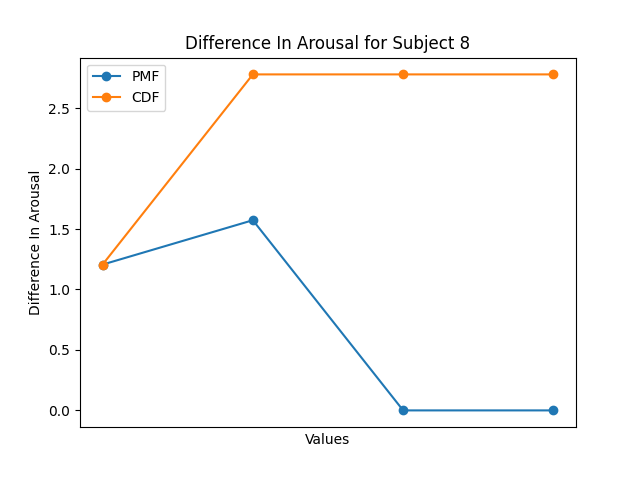 Difference In Arousal for Subject 8
PMF
CDF
2.5
2.0
1.5
1.0
0.5
0.0
Difference In Arousal
Values